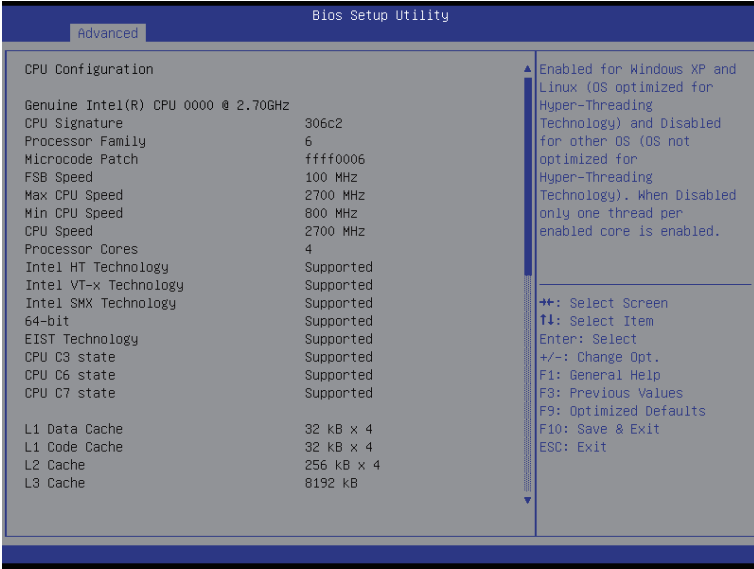 Bios Setup Utility
Advanced
CPU Configuration
Genuine Intel(R) CPU 0000 @ 2.70GHz
CPU Signature 306c2
Processor Family 6
Microcode Patch ffff0006
FSB Speed 100 MHz
Max CPU Speed 2700 MHz
Min CPU Speed 800 MHz
CPU Speed 2700 MHz
Processor Cores 4
Intel HT Technology Supported
Intel VT-x Technology Supported
Intel SMX Technology Supported
64-bit Supported
EIST Technology Supported
CPU C3 state Supported
CPU C6 state Supported
CPU C7 state Supported
L1 Data Cache 32 kB x 4
L1 Code Cache 32 kB x 4
L2 Cache 256 kB x 4
L3 Cache 8192 kB
Enabled for Windows XP and
Linux (OS optimized for
Hyper-Threading
Technology) and Disabled
for other OS (OS not
optimized for
Hyper-Threading
Technology). When Disabled
only one thread per
enabled core is enabled.
→←: Select Screen
↑↓: Select Item
Enter: Select
+/-: Change Opt.
F1: General Help
F3: Previous Values
F9: Optimized Defaults
F10: Save & Exit
ESC: Exit